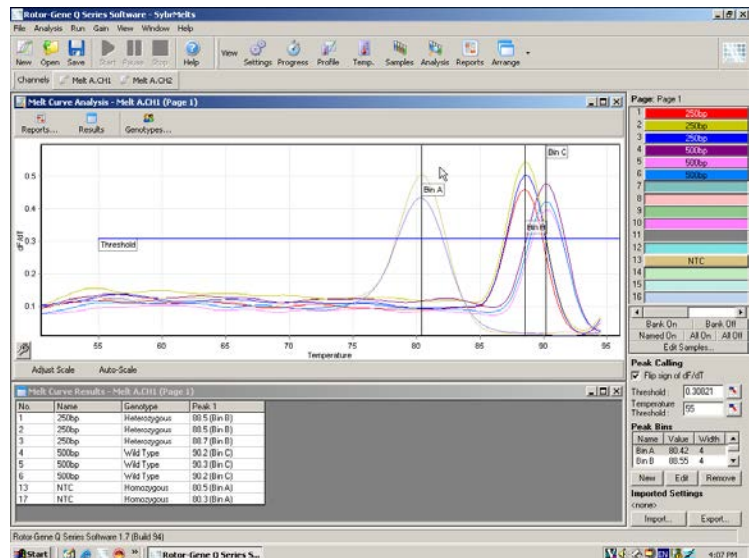 Rotor-Gene Q Series Software - SybrMelts
File Analysis Run Gain View Window Help
New Open Save Start Pause Stop Help View Settings Progress Profile Temp. Samples Analysis Reports Arrange
Channels Melt A.CH1 Melt A.CH2
Melt Curve Analysis - Melt A.CH1 (Page 1)
Reports... Results Genotypes...
Bin C
Bin A
Bin B
Threshold
dF/dT
0.5
0.4
0.3
0.2
0.1
55 60 65 70 75 80 85 90 95
Temperature
Adjust Scale Auto-Scale
Melt Curve Results - Melt A.CH1 (Page 1)
No. Name Genotype Peak 1
1 250bp Heterozygous 88.5 (Bin B)
2 250bp Heterozygous 88.5 (Bin B)
3 250bp Heterozygous 88.7 (Bin B)
4 500bp Wild Type 90.2 (Bin C)
5 500bp Wild Type 90.3 (Bin C)
6 500bp Wild Type 90.2 (Bin C)
13 NTC Homozygous 80.5 (Bin A)
17 NTC Homozygous 80.3 (Bin A)
Page: Page 1
1 250bp
2 250bp
3 250bp
4 500bp
5 500bp
6 500bp
7
8
9
10
11
12
13 NTC
14
15
16
Bank On Bank Off
Named On All On All Off
Edit Samples...
Peak Calling
Flip sign of dF/dT
Threshold: 0.30821
Temperature Threshold: 55
Peak Bins
Name Value Width
Bin A 80.42 4
Bin B 88.55 4
New Edit Remove
Imported Settings
<none>
Import... Export...
Rotor-Gene Q Series Software 1.7 (Build 94)
Start Rotor-Gene Q Series S... EN 4:07 PM